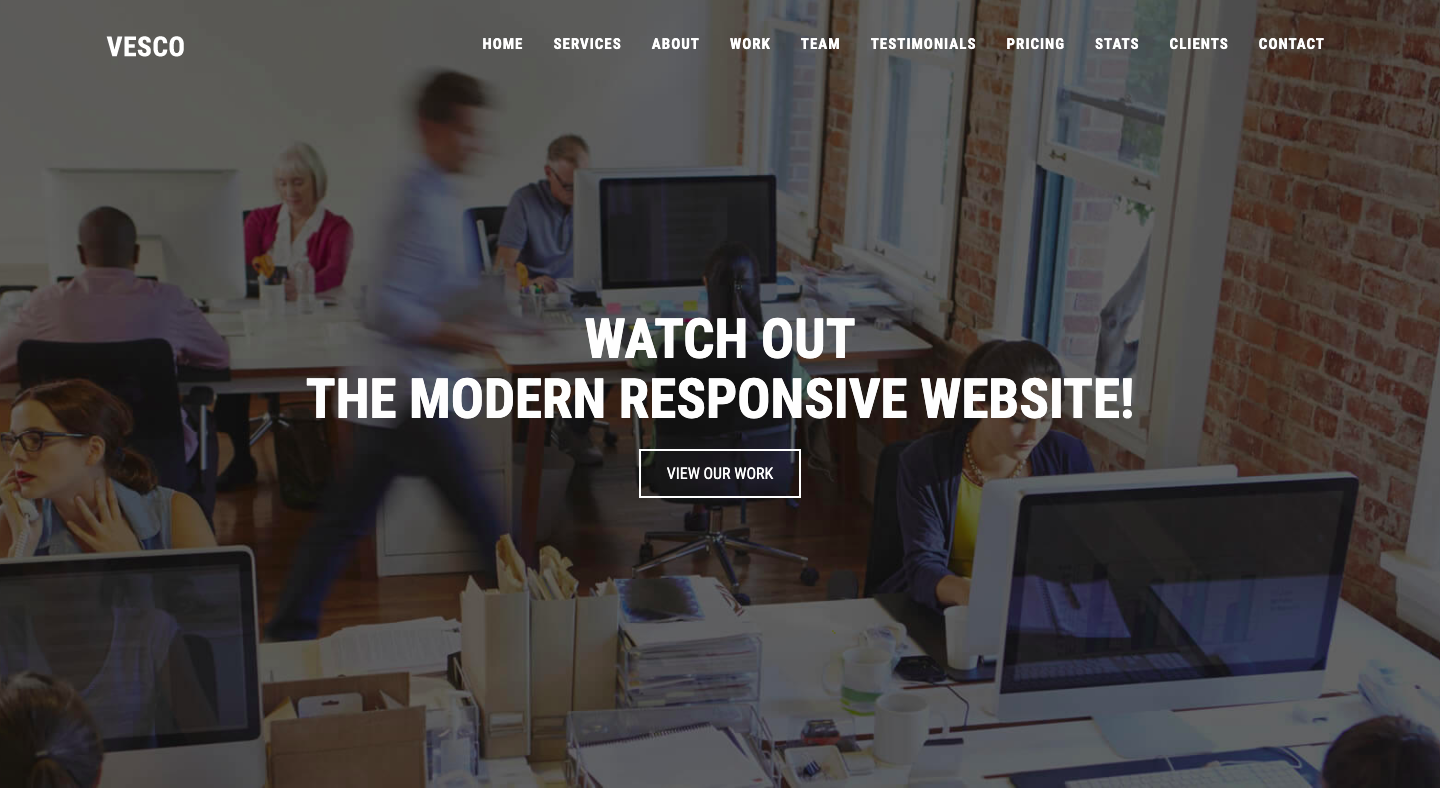 VESCO
HOME SERVICES ABOUT WORK TEAM TESTIMONIALS PRICING STATS CLIENTS CONTACT
WATCH OUT
THE MODERN RESPONSIVE WEBSITE!
VIEW OUR WORK